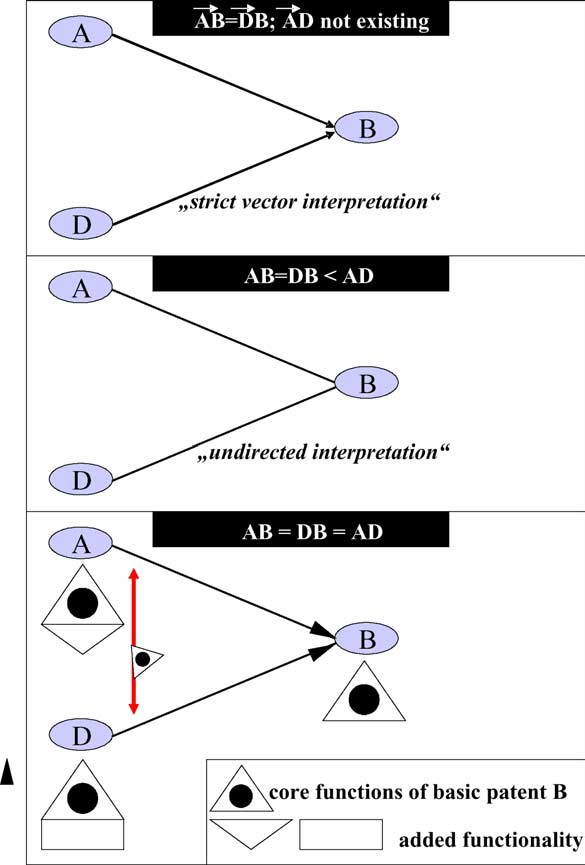 AB=DB; AD not existing
A
B
D
„strict vector interpretation“
AB=DB < AD
A
B
D
„undirected interpretation“
AB = DB = AD
A
B
D
core functions of basic patent B
added functionality